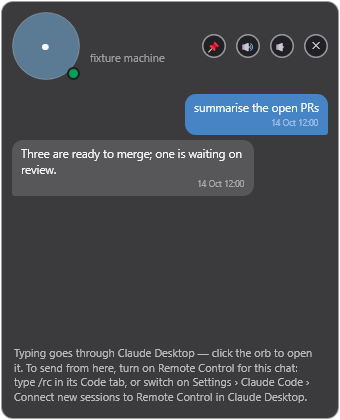 fixture machine
summarise the open PRs
14 Oct 12:00
Three are ready to merge; one is waiting on
review.
14 Oct 12:00
Typing goes through Claude Desktop — click the orb to open
it. To send from here, turn on Remote Control for this chat:
type /rc in its Code tab, or switch on Settings › Claude Code ›
Connect new sessions to Remote Control in Claude Desktop.